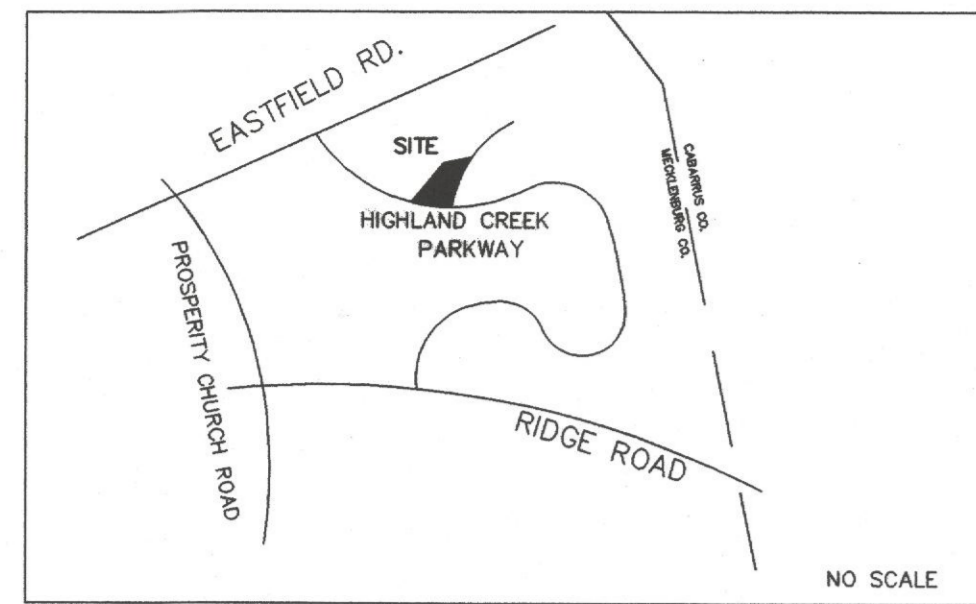 EASTFIELD RD.
SITE
CABARRUS CO.
MECKLENBURG CO.
HIGHLAND CREEK
PARKWAY
PROSPERITY CHURCH ROAD
RIDGE ROAD
NO SCALE